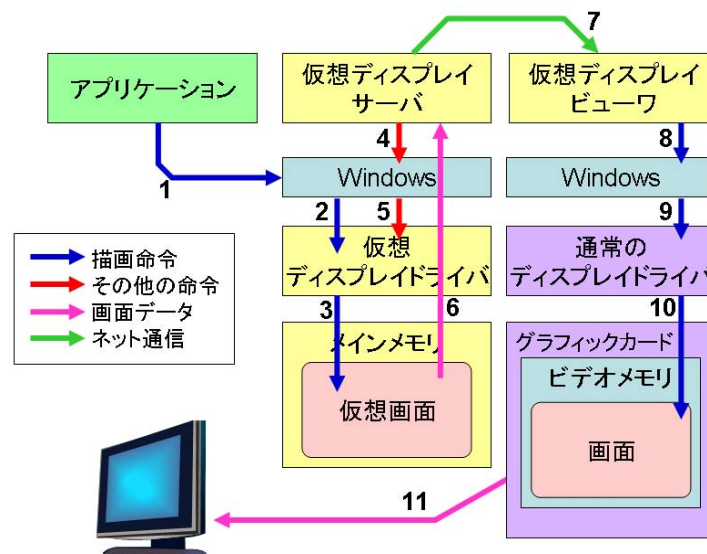 7
アプリケーション
仮想ディスプレイ
サーバ
仮想ディスプレイ
ビューワ
4
8
1
Windows
Windows
2
5
9
仮想
ディスプレイドライバ
通常の
ディスプレイドライバ
描画命令
その他の命令
画面データ
ネット通信
3
6
10
メインメモリ
仮想画面
グラフィックカード
ビデオメモリ
画面
11